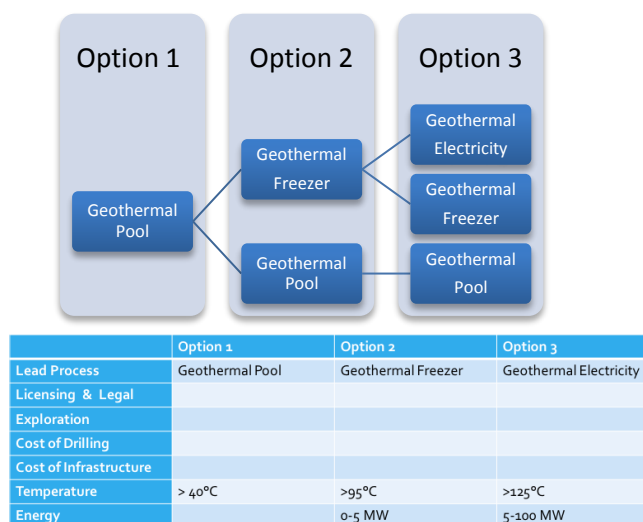 Option 1
Option 2
Option 3
Geothermal
Pool
Geothermal
Freezer
Geothermal
Pool
Geothermal
Electricity
Geothermal
Freezer
Geothermal
Pool
Option 1 Option 2 Option 3
Lead Process Geothermal Pool Geothermal Freezer Geothermal Electricity
Licensing & Legal
Exploration
Cost of Drilling
Cost of Infrastructure
Temperature > 40°C >95°C >125°C
Energy 0-5 MW 5-100 MW